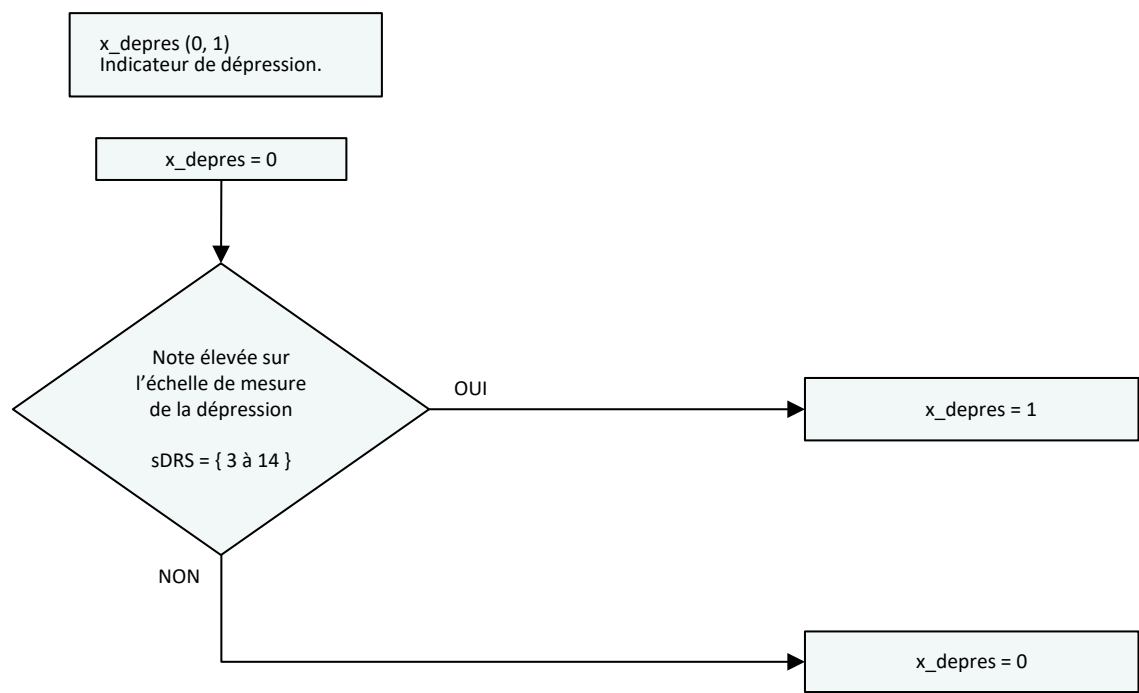 x_depres (0, 1)
Indicateur de dépression.
x_depres = 0
Note élevée sur
l’échelle de mesure
de la dépression
sDRS = { 3 à 14 }
OUI
x_depres = 1
NON
x_depres = 0